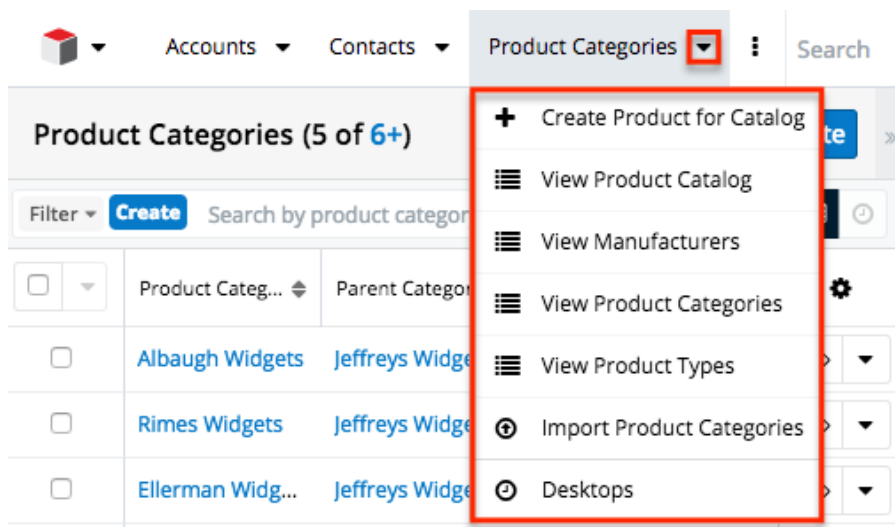 Accounts Contacts Product Categories Search
Product Categories (5 of 6+)
Create Product for Catalog
View Product Catalog
Filter Create Search by product categor
View Manufacturers
Product Categ... Parent Categor
View Product Categories
Albaugh Widgets Jeffreys Widge
View Product Types
Rimes Widgets Jeffreys Widge
Import Product Categories
Ellerman Widg... Jeffreys Widge
Desktops